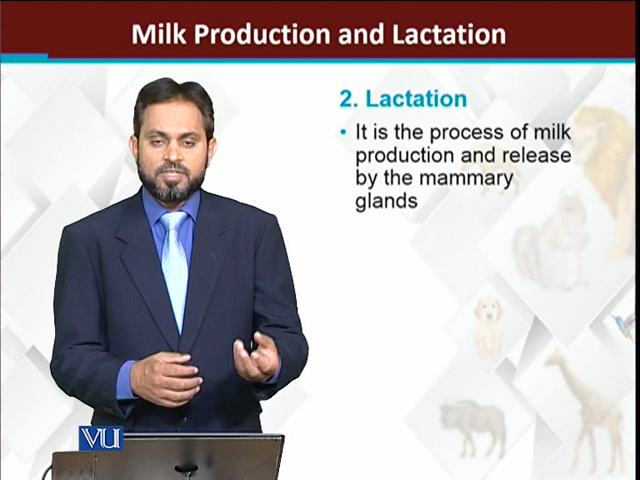 Milk Production and Lactation
2. Lactation
• It is the process of milk
production and release
by the mammary
glands
VU